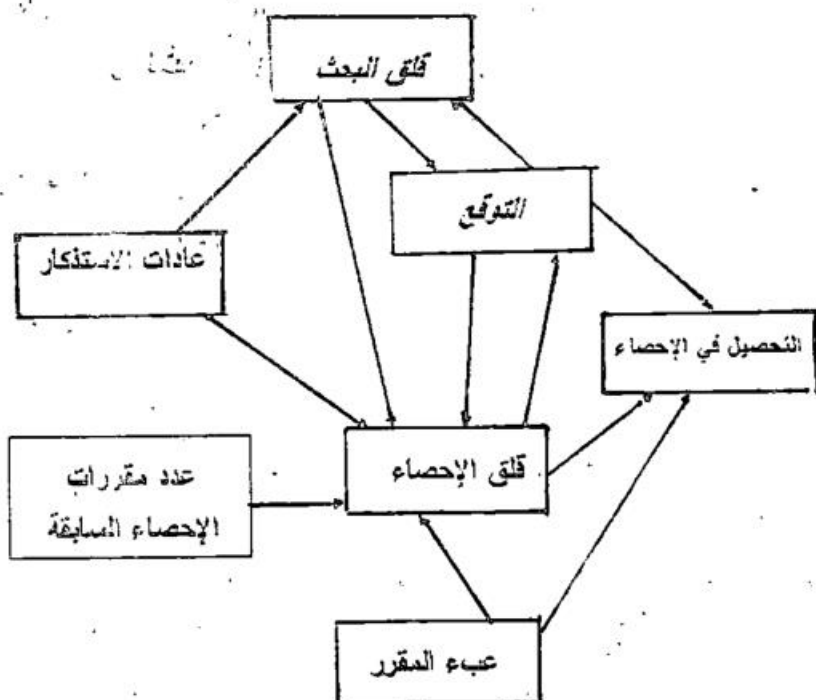 قلق البحث
التوقع
عادات الاستذكار
التحصيل في الإحصاء
قلق الإحصاء
عدد مقررات
الإحصاء السابقة
عبء المقرر